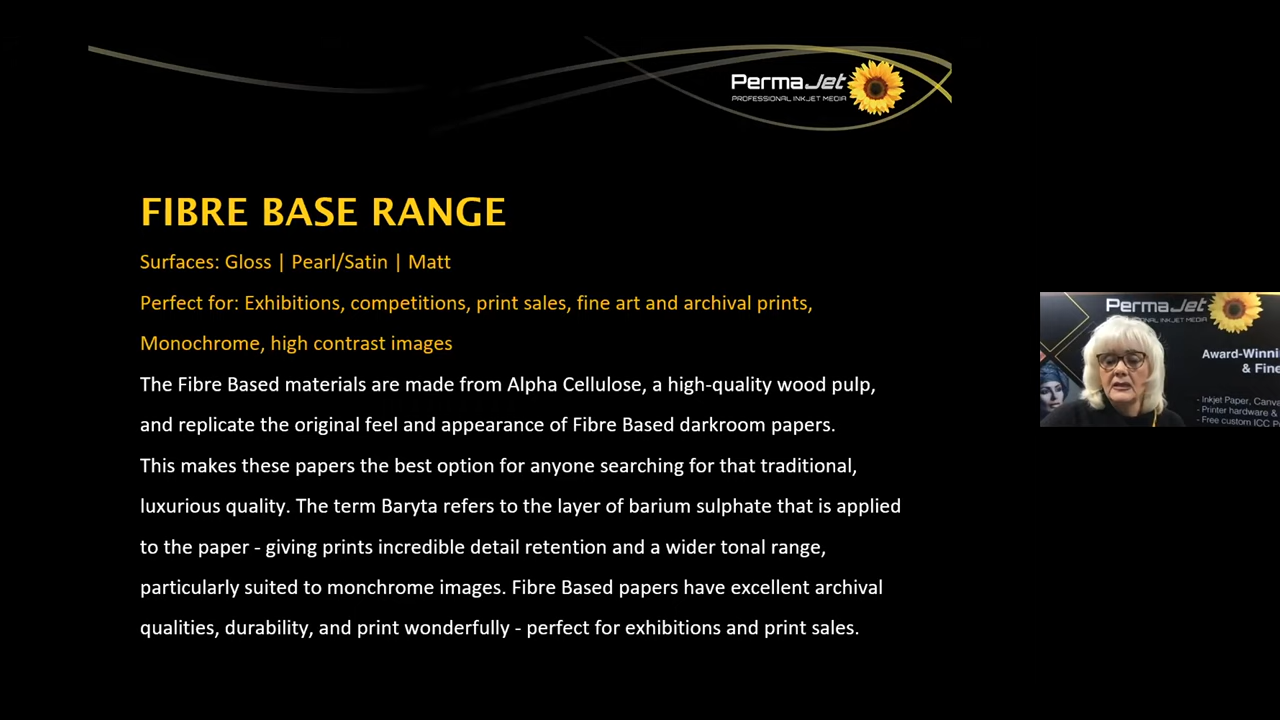 PermaJet
PROFESSIONAL INKJET MEDIA
FIBRE BASE RANGE
Surfaces: Gloss | Pearl/Satin | Matt
Perfect for: Exhibitions, competitions, print sales, fine art and archival prints,
Monochrome, high contrast images
The Fibre Based materials are made from Alpha Cellulose, a high-quality wood pulp,
and replicate the original feel and appearance of Fibre Based darkroom papers.
This makes these papers the best option for anyone searching for that traditional,
luxurious quality. The term Baryta refers to the layer of barium sulphate that is applied
to the paper - giving prints incredible detail retention and a wider tonal range,
particularly suited to monchrome images. Fibre Based papers have excellent archival
qualities, durability, and print wonderfully - perfect for exhibitions and print sales.
PermaJet
INKJET MEDIA
Award-Winni
& Fine
- Inkjet Paper, Canva
- Printer hardware &
- Free custom ICC P